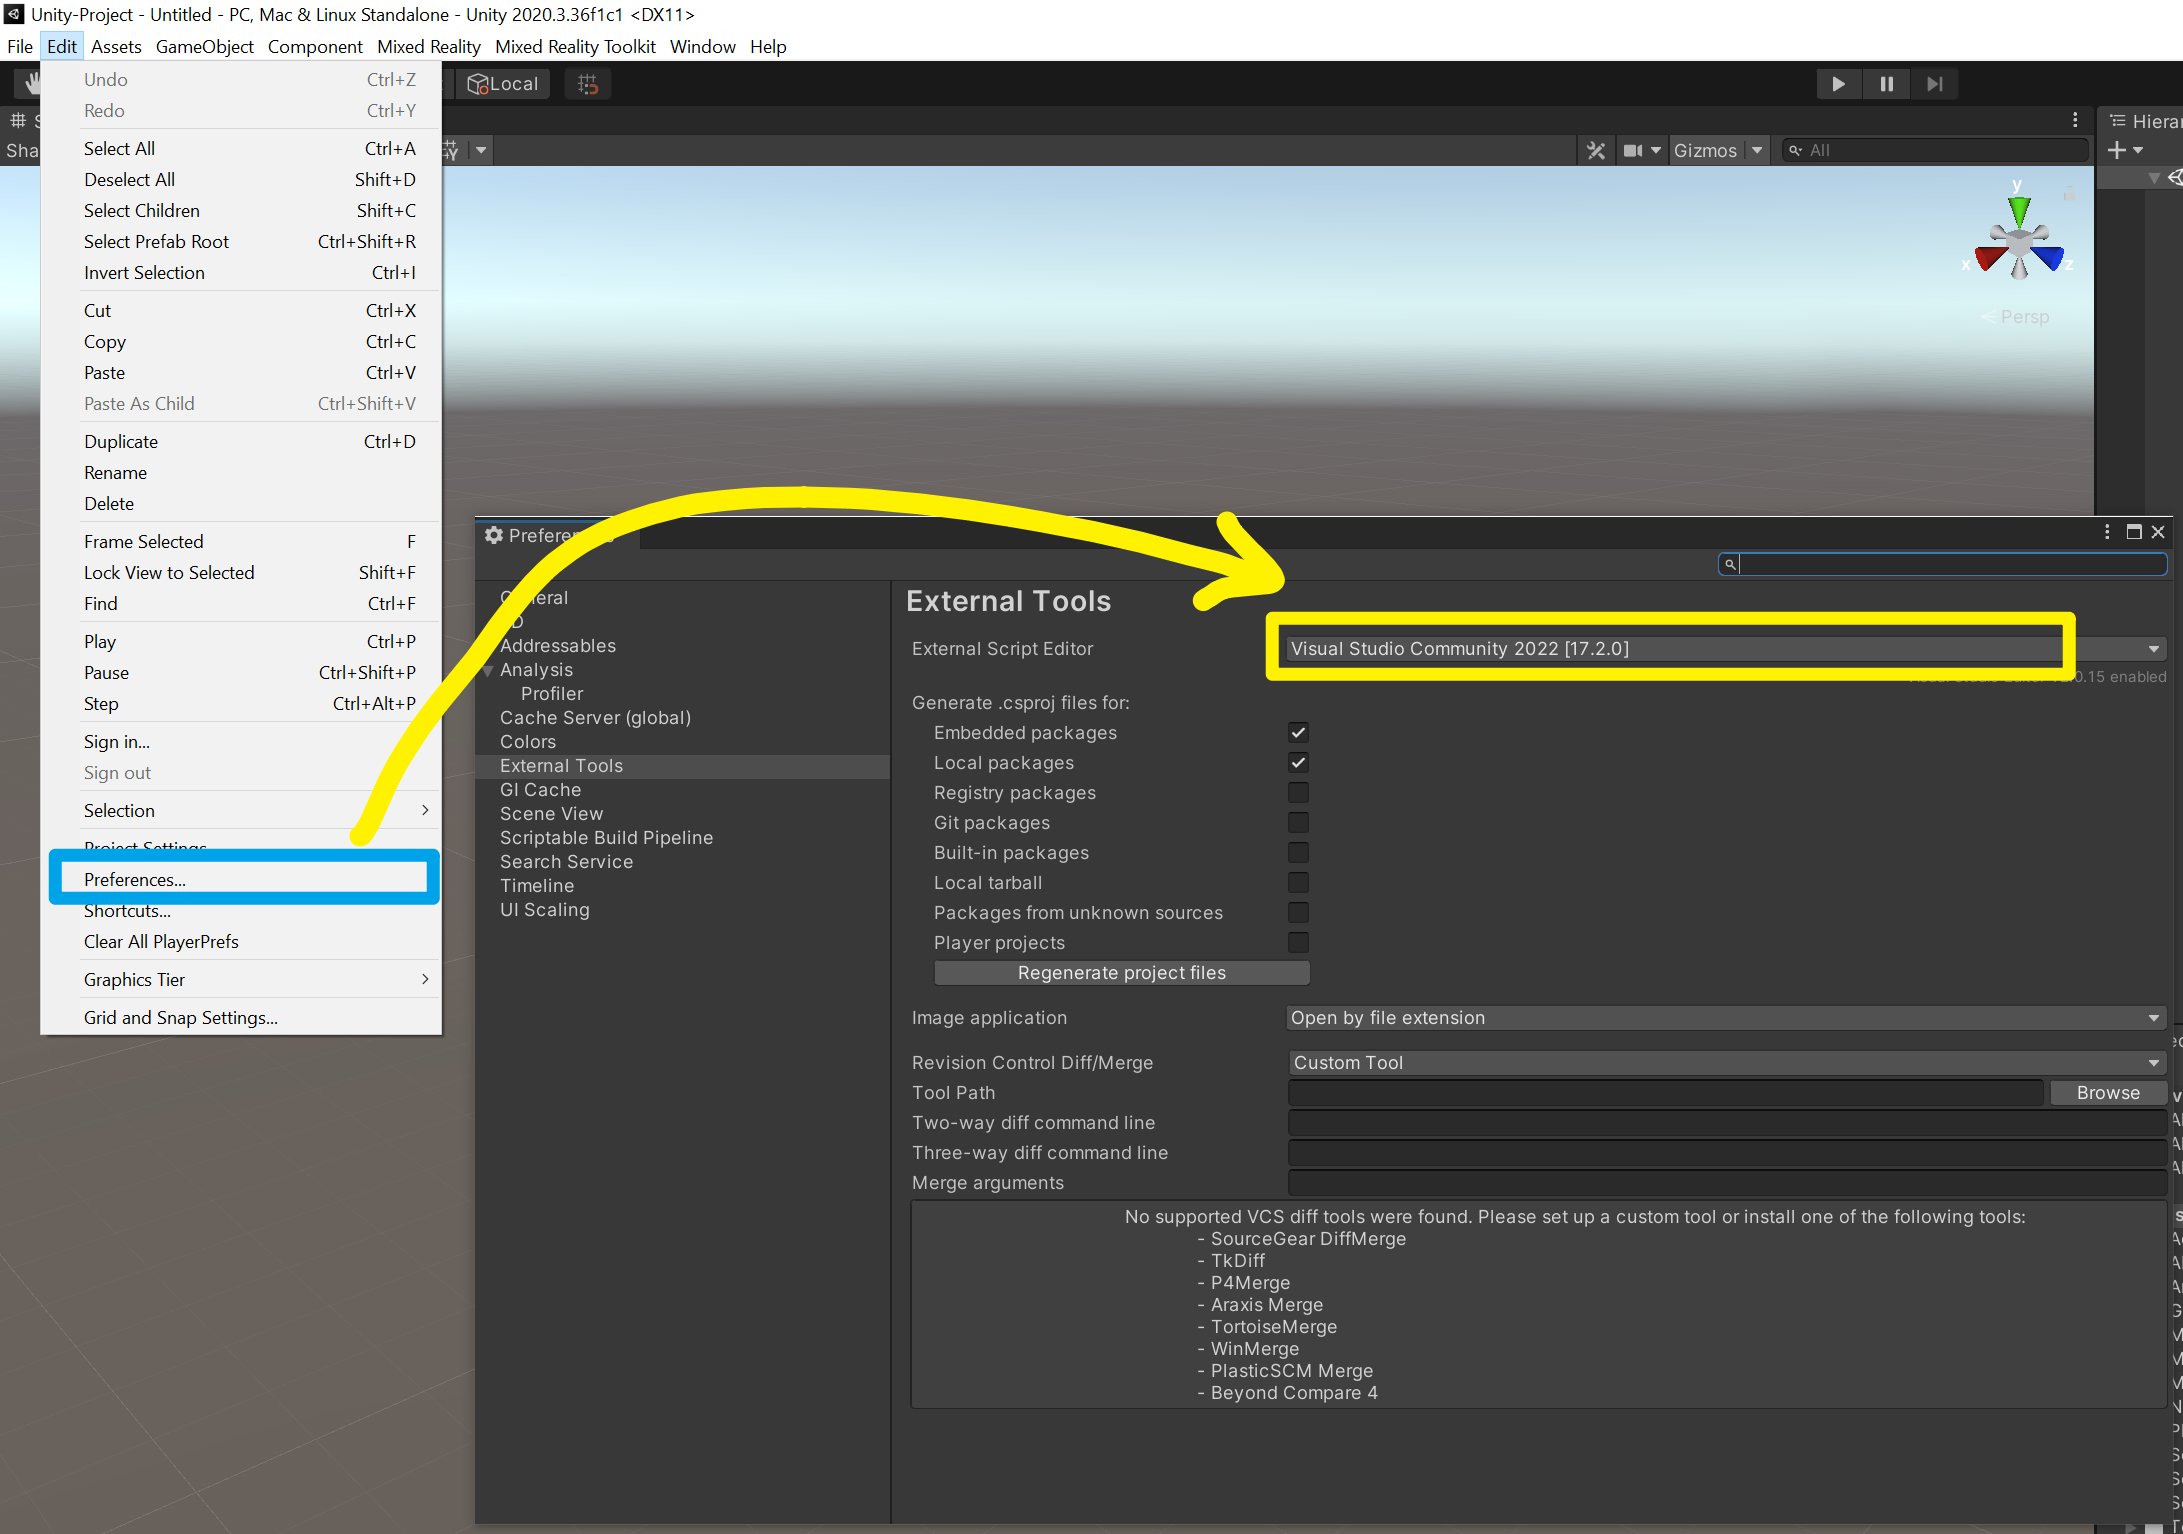 Unity-Project - Untitled - PC, Mac & Linux Standalone - Unity 2020.3.36f1c1 <DX11>
File Edit Assets GameObject Component Mixed Reality Mixed Reality Toolkit Window Help
Local
Hierar
Sha
Gizmos
All
y
x
z
Persp
Undo Ctrl+Z
Redo Ctrl+Y
Select All Ctrl+A
Deselect All Shift+D
Select Children Shift+C
Select Prefab Root Ctrl+Shift+R
Invert Selection Ctrl+I
Cut Ctrl+X
Copy Ctrl+C
Paste Ctrl+V
Paste As Child Ctrl+Shift+V
Duplicate Ctrl+D
Rename
Delete
Frame Selected F
Lock View to Selected Shift+F
Find Ctrl+F
Play Ctrl+P
Pause Ctrl+Shift+P
Step Ctrl+Alt+P
Sign in...
Sign out
Selection
Project Settings
Preferences...
Shortcuts...
Clear All PlayerPrefs
Graphics Tier
Grid and Snap Settings...
Addressables
Analysis
Profiler
Cache Server (global)
Colors
External Tools
GI Cache
Scene View
Scriptable Build Pipeline
Search Service
Timeline
UI Scaling
External Tools
External Script Editor Visual Studio Community 2022 [17.2.0]
0.15 enabled
Generate .csproj files for:
Embedded packages
Local packages
Registry packages
Git packages
Built-in packages
Local tarball
Packages from unknown sources
Player projects
Regenerate project files
Image application Open by file extension
Revision Control Diff/Merge Custom Tool
Tool Path Browse
Two-way diff command line
Three-way diff command line
Merge arguments
No supported VCS diff tools were found. Please set up a custom tool or install one of the following tools:
- SourceGear DiffMerge
- TkDiff
- P4Merge
- Araxis Merge
- TortoiseMerge
- WinMerge
- PlasticSCM Merge
- Beyond Compare 4